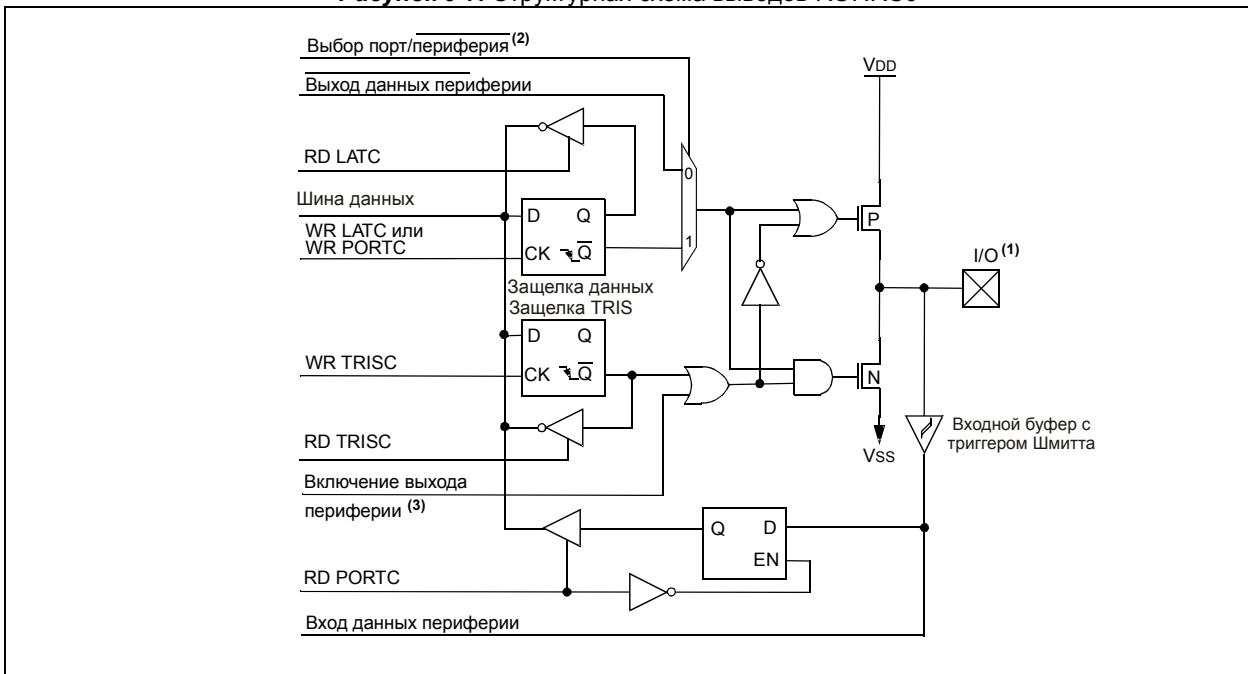 Выбор порт/периферия (2)
Выход данных периферии
RD LATC
Шина данных
WR LATC или
WR PORTC
D Q
CK Q
Защелка данных
Защелка TRIS
D Q
CK Q
WR TRISC
RD TRISC
Включение выхода
периферии (3)
RD PORTC
Вход данных периферии
0
1
Q D
EN
VDD
P
I/O (1)
N
VSS
Входной буфер с
триггером Шмитта